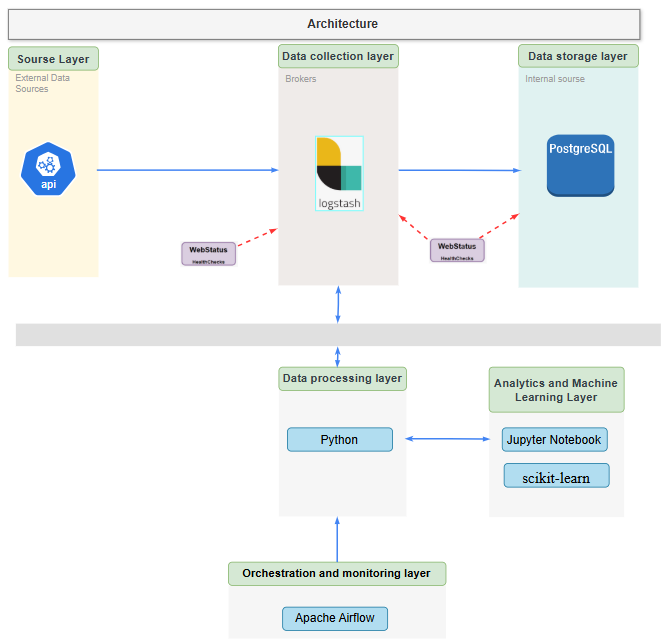 Architecture
Sourse Layer
Data collection layer
Data storage layer
External Data
Sources
Brokers
Internal sourse
api
logstash
PostgreSQL
WebStatus
HealthChecks
WebStatus
HealthChecks
Data processing layer
Analytics and Machine
Learning Layer
Python
Jupyter Notebook
scikit-learn
Orchestration and monitoring layer
Apache Airflow